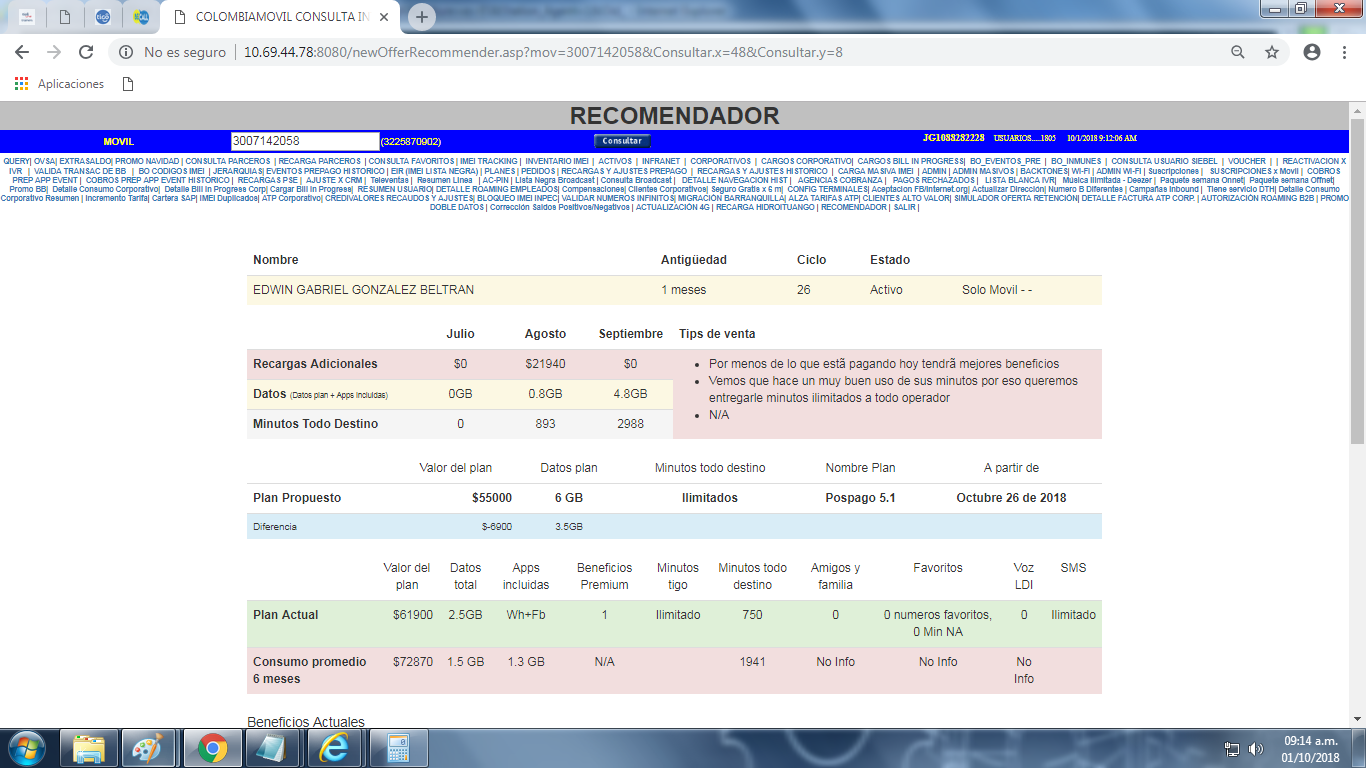 COLOMBIAMOVIL CONSULTA IN
No es seguro | 10.69.44.78:8080/newOfferRecommender.asp?mov=3007142058&Consultar.x=48&Consultar.y=8
Aplicaciones
RECOMENDADOR
MOVIL 3007142058 (3225870902) Consultar JG1088282228 USUARIOS.....1805 10/1/2018 9:12:06 AM
QUERY| OVSA| EXTRASALDO| PROMO NAVIDAD | CONSULTA PARCEROS | RECARGA PARCEROS | CONSULTA FAVORITOS | IMEI TRACKING | INVENTARIO IMEI | ACTIVOS | INFRANET | CORPORATIVOS | CARGOS CORPORATIVO| CARGOS BILL IN PROGRESS| BO_EVENTOS_PRE | BO_INMUNES | CONSULTA USUARIO SIEBEL | VOUCHER | | REACTIVACION X
IVR | VALIDA TRANSAC DE BB | BO CODIGOS IMEI | JERARQUIAS| EVENTOS PREPAGO HISTORICO | EIR (IMEI LISTA NEGRA) | PLANES | PEDIDOS | RECARGAS Y AJUSTES PREPAGO | RECARGAS Y AJUSTES HISTORICO | CARGA MASIVA IMEI | ADMIN | ADMIN MASIVOS | BACKTONES| WI-FI | ADMIN WI-FI | Suscripciones | SUSCRIPCIONES x Movil | COBROS
PREP APP EVENT | COBROS PREP APP EVENT HISTORICO | RECARGAS PSE | AJUSTE X CRM | Televentas | Resumen Linea | AC-PIN | Lista Negra Broadcast | Consulta Broadcast | DETALLE NAVEGACION HIST | AGENCIAS COBRANZA | PAGOS RECHAZADOS | LISTA BLANCA IVR| Música Ilimitada - Deezer | Paquete semana Onnet| Paquete semana Offnet|
Promo BB| Detalle Consumo Corporativo| Detalle Bill In Progress Corp| Cargar Bill In Progress| RESUMEN USUARIO| DETALLE ROAMING EMPLEADOS| Compensaciones| Clientes Corporativos| Seguro Gratis x 6 m| CONFIG TERMINALES| Aceptacion FB/Internet.org| Actualizar Dirección| Numero B Diferentes | Campañas Inbound | Tiene servicio DTH| Detalle Consumo
Corporativo Resumen | Incremento Tarifa| Cartera SAP| IMEI Duplicados| ATP Corporativo| CREDIVALORES RECAUDOS Y AJUSTES| BLOQUEO IMEI INPEC| VALIDAR NUMEROS INFINITOS| MIGRACIÓN BARRANQUILLA| ALZA TARIFAS ATP| CLIENTES ALTO VALOR| SIMULADOR OFERTA RETENCIÓN| DETALLE FACTURA ATP CORP. | AUTORIZACIÓN ROAMING B2B | PROMO
DOBLE DATOS | Corrección Saldos Positivos/Negativos | ACTUALIZACIÓN 4G | RECARGA HIDROITUANGO | RECOMENDADOR | SALIR |
Nombre Antigüedad Ciclo Estado
EDWIN GABRIEL GONZALEZ BELTRAN 1 meses 26 Activo Solo Movil - -
Julio Agosto Septiembre Tips de venta
Recargas Adicionales $0 $21940 $0
• Por menos de lo que estã pagando hoy tendrã mejores beneficios
• Vemos que hace un muy buen uso de sus minutos por eso queremos
entregarle minutos ilimitados a todo operador
• N/A
Datos (Datos plan + Apps incluidas) 0GB 0.8GB 4.8GB
Minutos Todo Destino 0 893 2988
Valor del plan Datos plan Minutos todo destino Nombre Plan A partir de
Plan Propuesto $55000 6 GB Ilimitados Pospago 5.1 Octubre 26 de 2018
Diferencia $-6900 3.5GB
Valor del plan Datos total Apps incluidas Beneficios Premium Minutos tigo Minutos todo destino Amigos y familia Favoritos Voz LDI SMS
Plan Actual $61900 2.5GB Wh+Fb 1 Ilimitado 750 0 0 numeros favoritos, 0 Min NA 0 Ilimitado
Consumo promedio 6 meses $72870 1.5 GB 1.3 GB N/A 1941 No Info No Info No Info
Beneficios Actuales
09:14 a.m.
01/10/2018